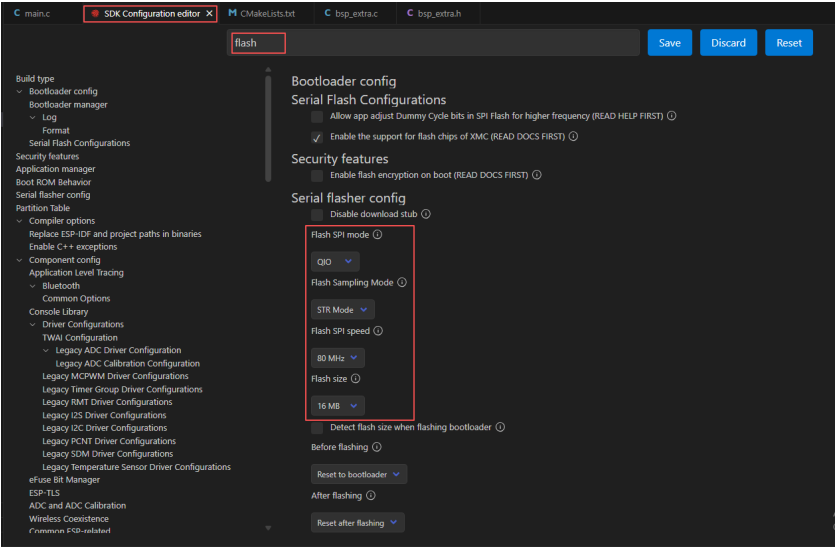 main.c
SDK Configuration editor
CMakeLists.txt
bsp_extra.c
bsp_extra.h
flash
Save
Discard
Reset
Build type
Bootloader config
Bootloader manager
Log
Format
Serial Flash Configurations
Security features
Application manager
Boot ROM Behavior
Serial flasher config
Partition Table
Compiler options
Replace ESP-IDF and project paths in binaries
Enable C++ exceptions
Component config
Application Level Tracing
Bluetooth
Common Options
Console Library
Driver Configurations
TWAI Configuration
Legacy ADC Driver Configuration
Legacy ADC Calibration Configuration
Legacy MCPWM Driver Configurations
Legacy Timer Group Driver Configurations
Legacy RMT Driver Configurations
Legacy I2S Driver Configurations
Legacy I2C Driver Configurations
Legacy PCNT Driver Configurations
Legacy SDM Driver Configurations
Legacy Temperature Sensor Driver Configurations
eFuse Bit Manager
ESP-TLS
ADC and ADC Calibration
Wireless Coexistence
Common ESP-related
Bootloader config
Serial Flash Configurations
Allow app adjust Dummy Cycle bits in SPI Flash for higher frequency (READ HELP FIRST)
Enable the support for flash chips of XMC (READ DOCS FIRST)
Security features
Enable flash encryption on boot (READ DOCS FIRST)
Serial flasher config
Disable download stub
Flash SPI mode
QIO
Flash Sampling Mode
STR Mode
Flash SPI speed
80 MHz
Flash size
16 MB
Detect flash size when flashing bootloader
Before flashing
Reset to bootloader
After flashing
Reset after flashing